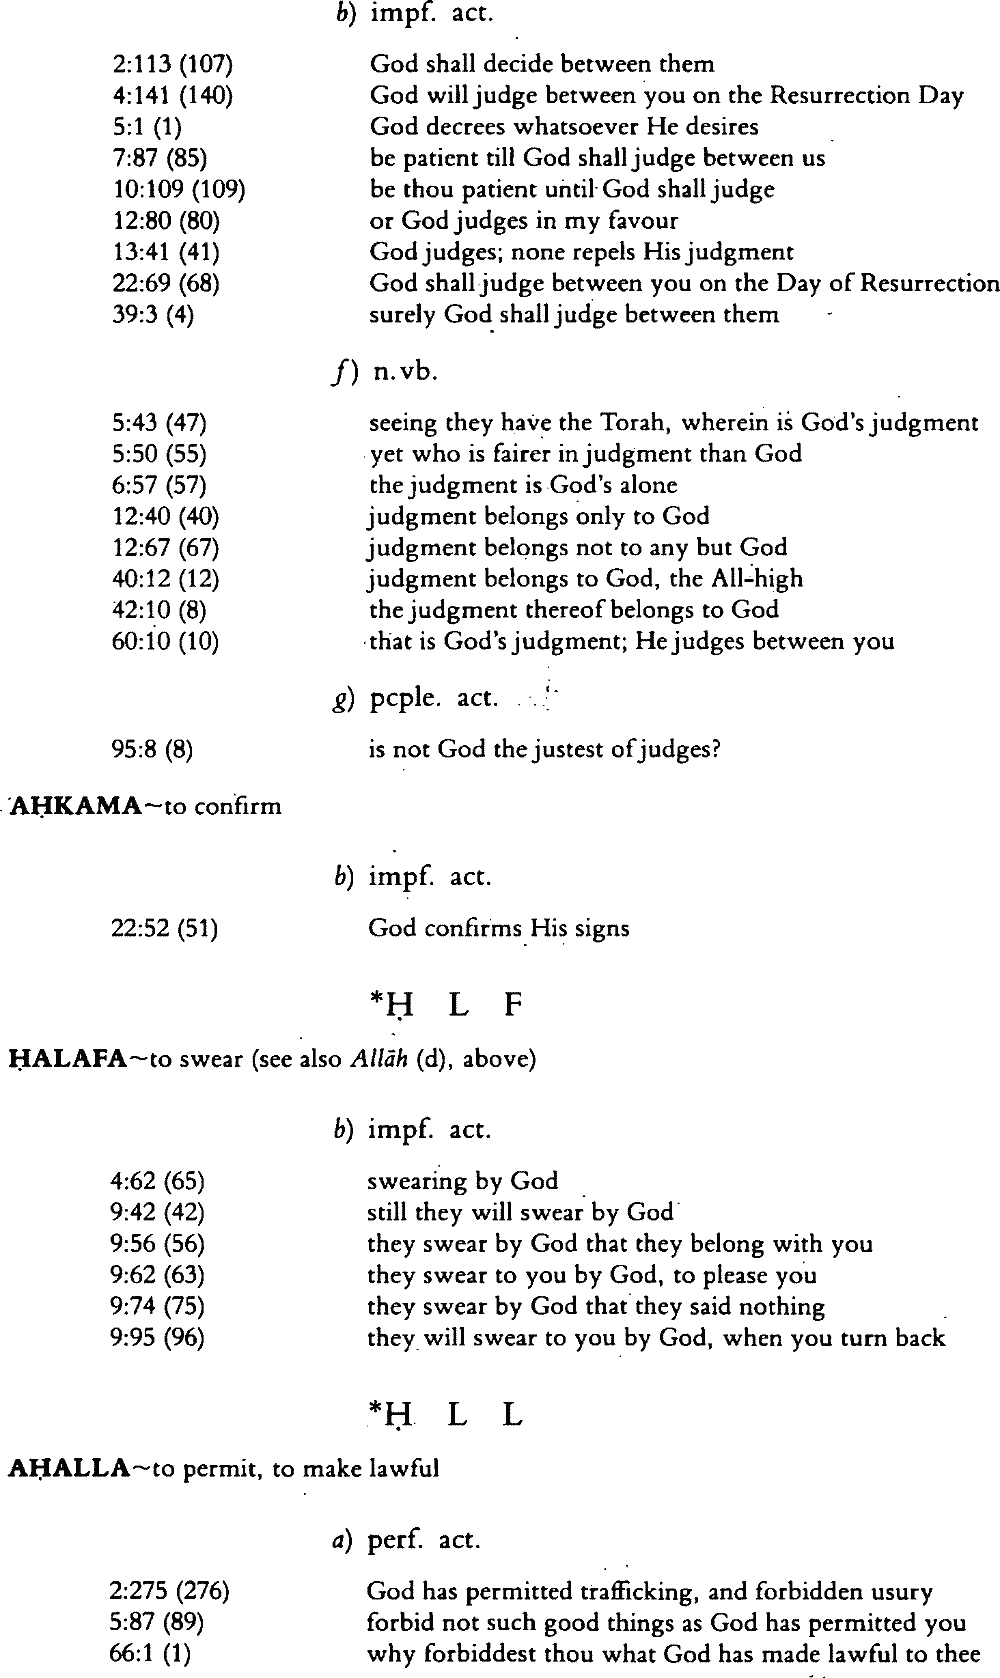 b) impf. act.
2:113 (107) God shall decide between them
4:141 (140) God will judge between you on the Resurrection Day
5:1 (1) God decrees whatsoever He desires
7:87 (85) be patient till God shall judge between us
10:109 (109) be thou patient until God shall judge
12:80 (80) or God judges in my favour
13:41 (41) God judges; none repels His judgment
22:69 (68) God shall judge between you on the Day of Resurrection
39:3 (4) surely God shall judge between them
f) n.vb.
5:43 (47) seeing they have the Torah, wherein is God's judgment
5:50 (55) yet who is fairer in judgment than God
6:57 (57) the judgment is God's alone
12:40 (40) judgment belongs only to God
12:67 (67) judgment belongs not to any but God
40:12 (12) judgment belongs to God, the All-high
42:10 (8) the judgment thereof belongs to God
60:10 (10) that is God's judgment; He judges between you
g) pcple. act.
95:8 (8) is not God the justest of judges?
AḤKAMA~to confirm
b) impf. act.
22:52 (51) God confirms His signs
*Ḥ L F
ḤALAFA~to swear (see also Allāh (d), above)
b) impf. act.
4:62 (65) swearing by God
9:42 (42) still they will swear by God
9:56 (56) they swear by God that they belong with you
9:62 (63) they swear to you by God, to please you
9:74 (75) they swear by God that they said nothing
9:95 (96) they will swear to you by God, when you turn back
*Ḥ L L
AḤALLA~to permit, to make lawful
a) perf. act.
2:275 (276) God has permitted trafficking, and forbidden usury
5:87 (89) forbid not such good things as God has permitted you
66:1 (1) why forbiddest thou what God has made lawful to thee